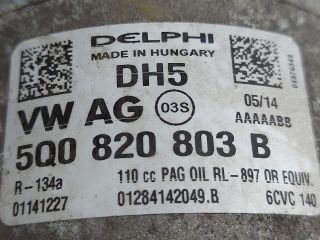 DELPHI
MADE IN HUNGARY
DH5
VW AG 03S 05/14
AAAAABS
5Q0 820 803 B
R-134a 110 cc PAG OIL RL-897 OR EQUIV.
01141227 01284142049.B 6CVC 140